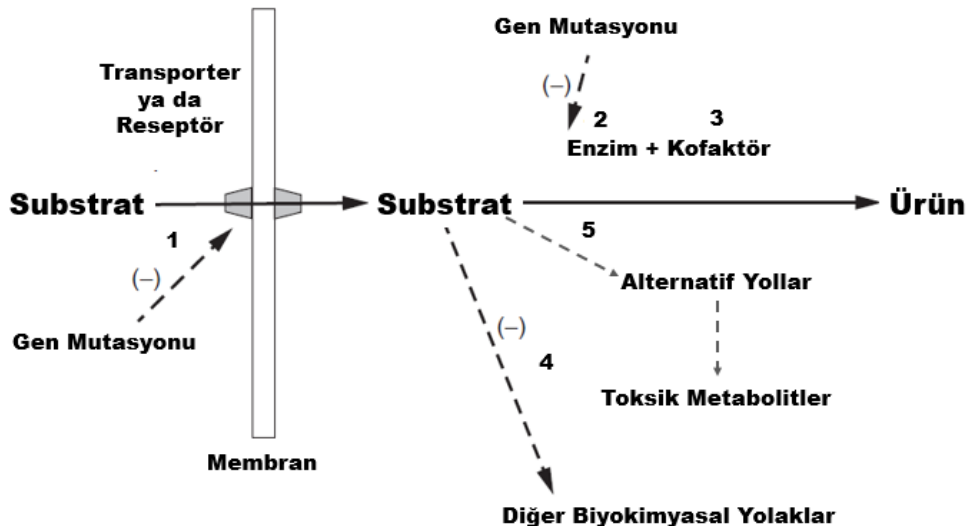 Gen Mutasyonu
Transporter
ya da
Reseptör
(–)
2
3
Enzim + Kofaktör
Substrat
Substrat
Ürün
1
5
(–)
Alternatif Yollar
Gen Mutasyonu
(–)
4
Toksik Metabolitler
Membran
Diğer Biyokimyasal Yolaklar